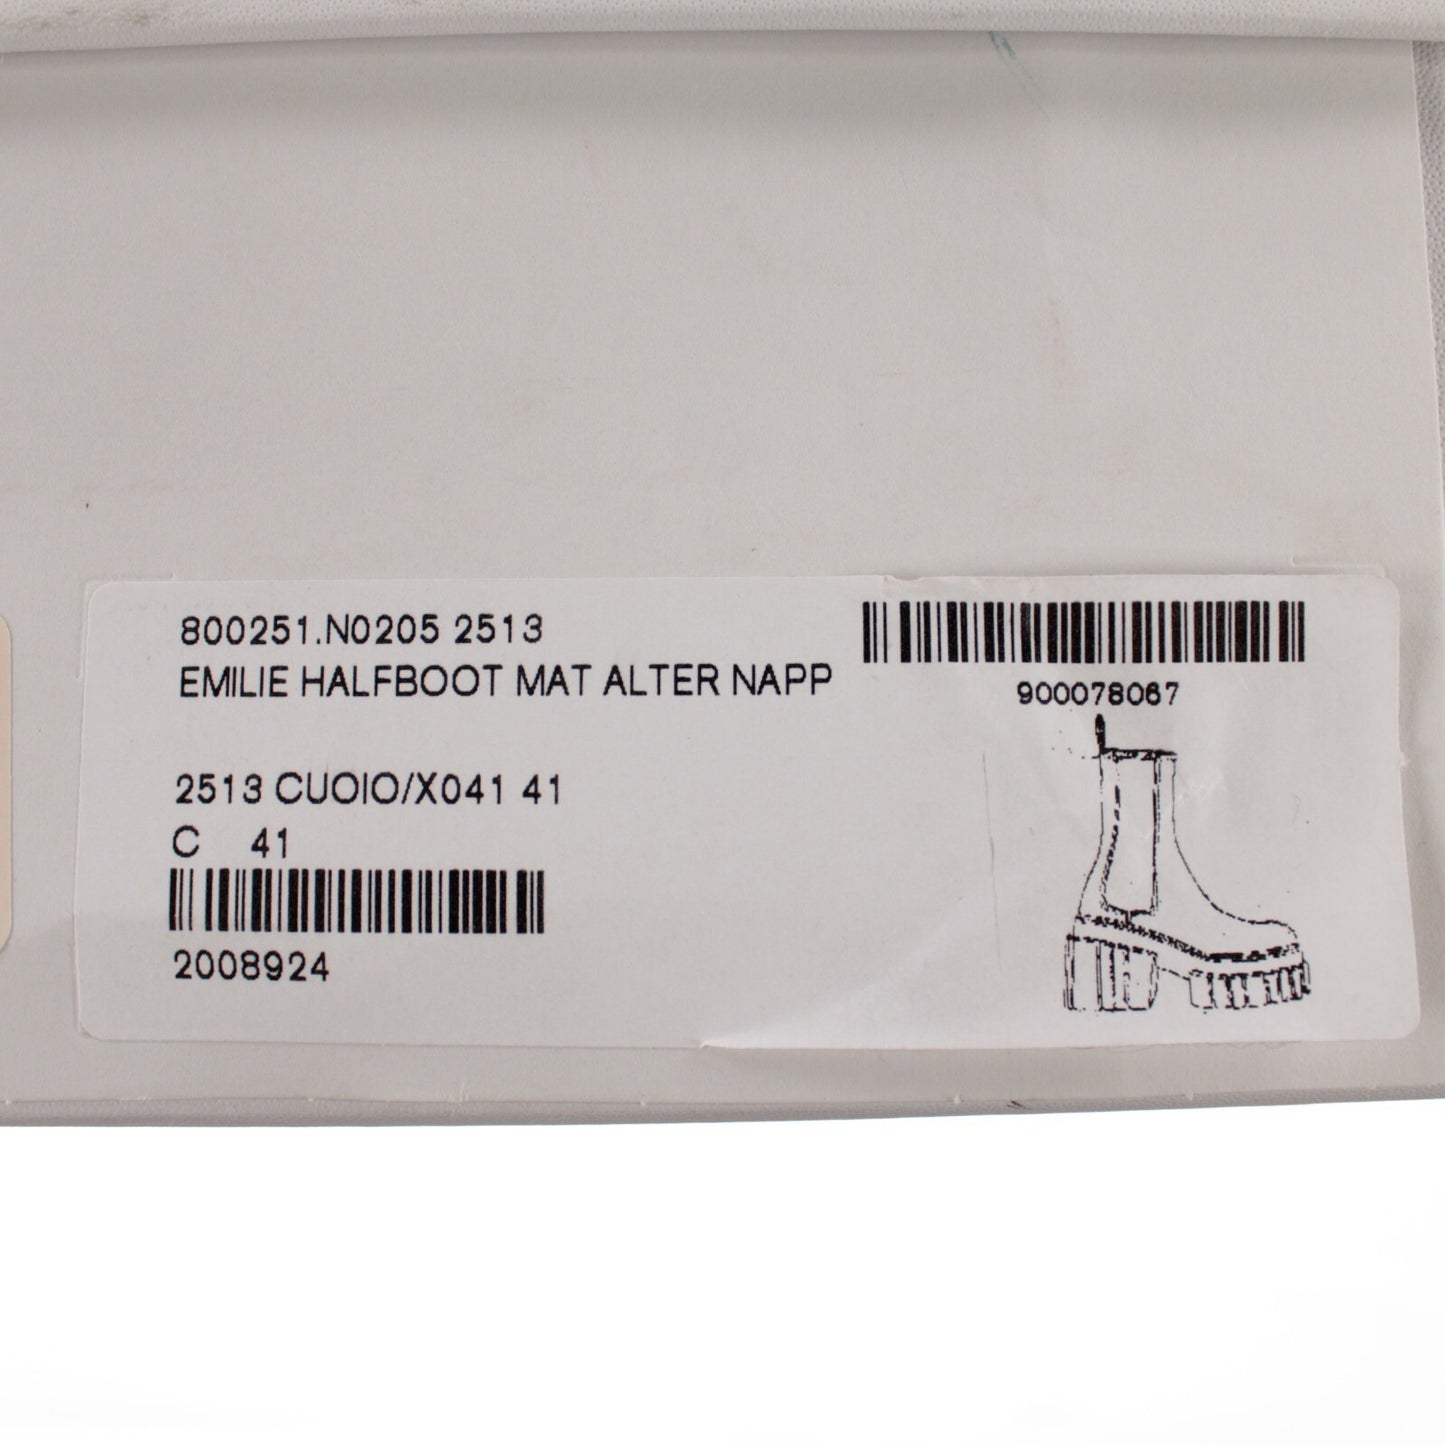 800251.N0205 2513
EMILIE HALFBOOT MAT ALTER NAPP
900078067
2513 CUOIO/X041 41
C 41
2008924